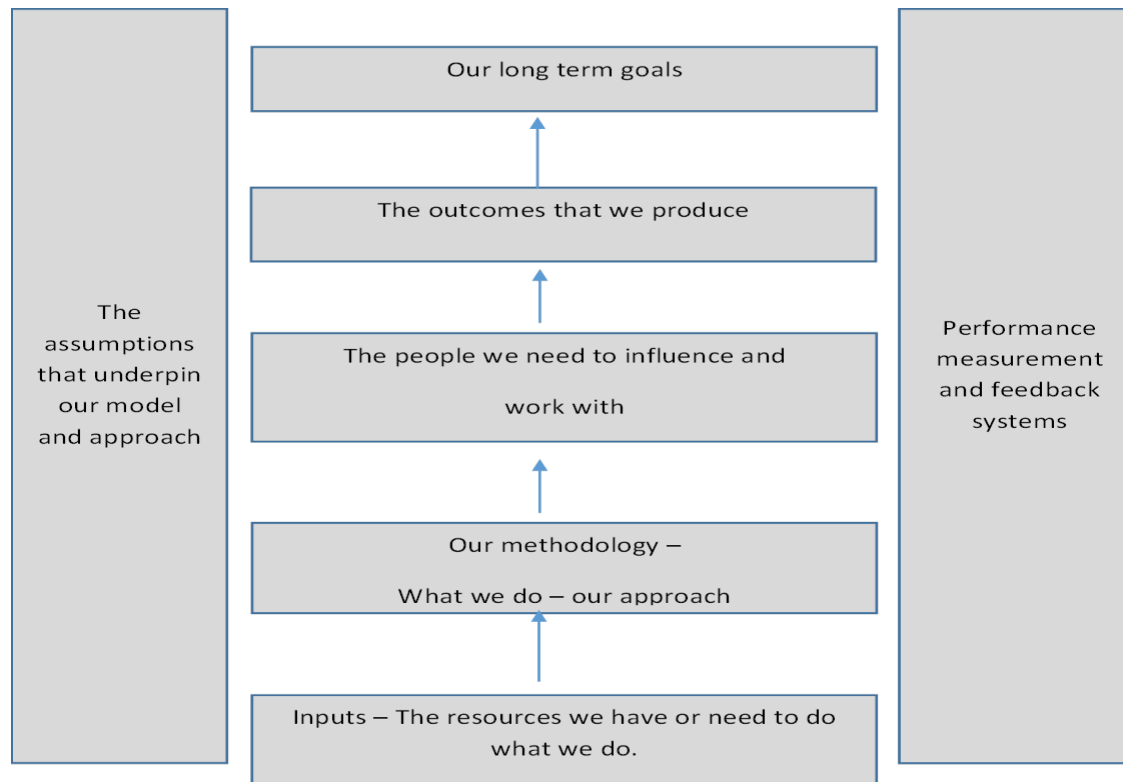 The
assumptions
that underpin
our model
and approach
Our long term goals
The outcomes that we produce
The people we need to influence and
work with
Our methodology –
What we do – our approach
Inputs – The resources we have or need to do
what we do.
Performance
measurement
and feedback
systems